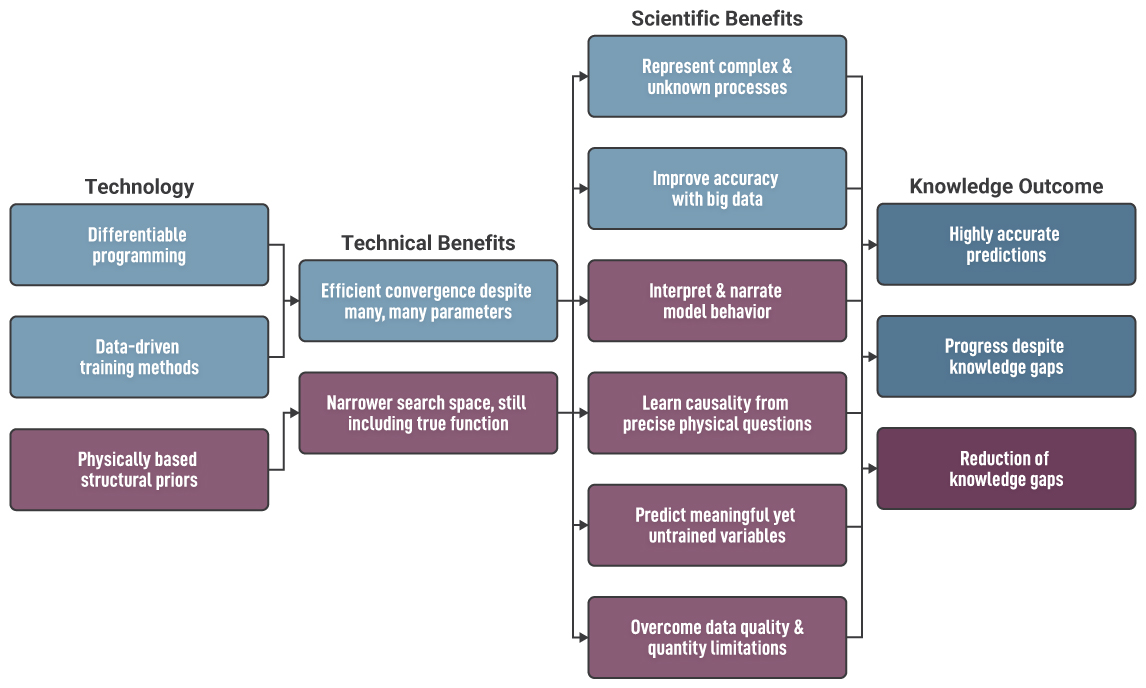 Technology
Differentiable
programming
Data-driven
training methods
Physically based
structural priors
Technical Benefits
Efficient convergence despite
many, many parameters
Narrower search space, still
including true function
Scientific Benefits
Represent complex &
unknown processes
Improve accuracy
with big data
Interpret & narrate
model behavior
Learn causality from
precise physical questions
Predict meaningful yet
untrained variables
Overcome data quality &
quantity limitations
Knowledge Outcome
Highly accurate
predictions
Progress despite
knowledge gaps
Reduction of
knowledge gaps